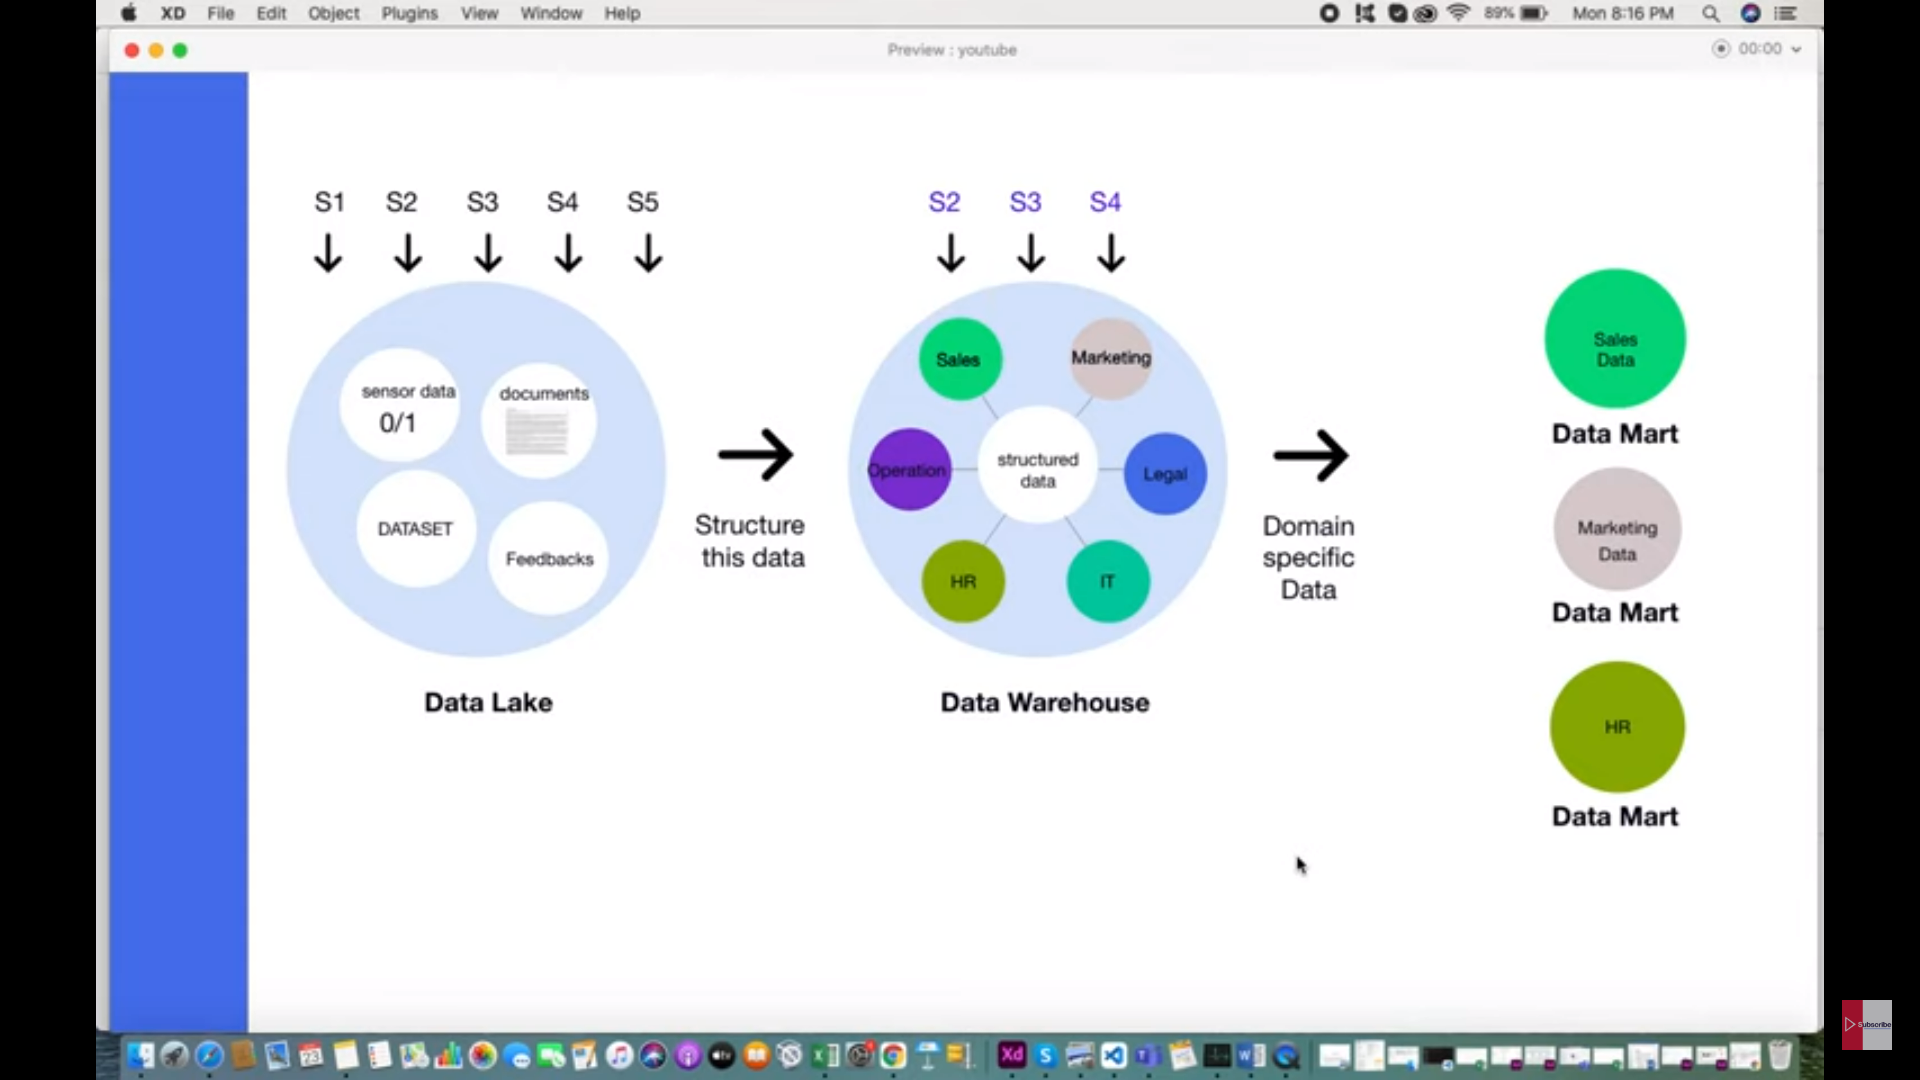 XD File Edit Object Plugins View Window Help 89% Mon 8:16 PM
Preview : youtube
00:00
S1 S2 S3 S4 S5
S2 S3 S4
sensor data
0/1
documents
DATASET
Feedbacks
Data Lake
Structure
this data
Sales
Marketing
Operation
structured
data
Legal
HR
IT
Data Warehouse
Domain
specific
Data
Sales
Data
Data Mart
Marketing
Data
Data Mart
HR
Data Mart
23
Xd
Subscribe